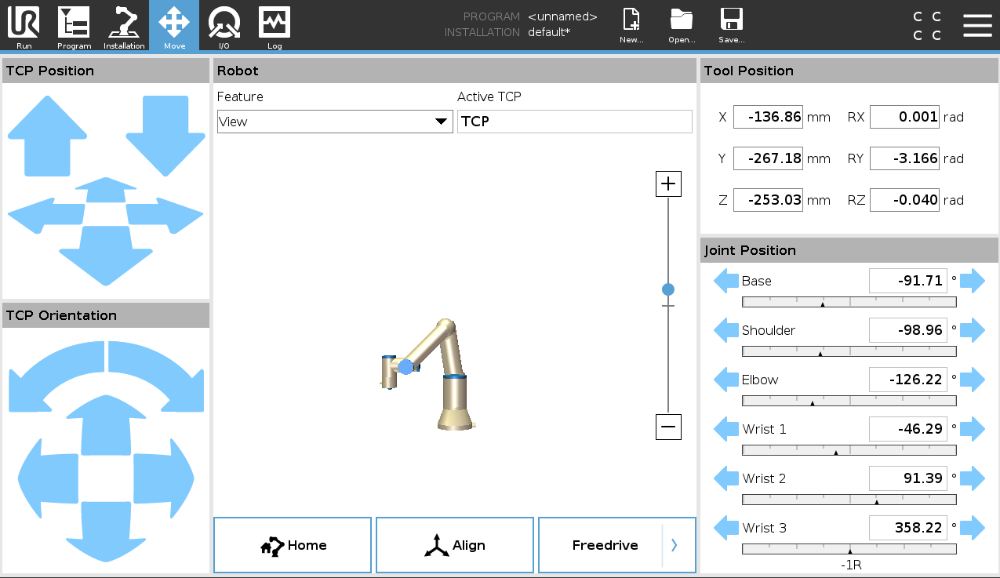 UR
Run
Program
Installation
Move
I/O
Log
PROGRAM <unnamed>
INSTALLATION default*
New...
Open...
Save...
C C
C C
TCP Position
TCP Orientation
Robot
Feature
Active TCP
View
TCP
+
−
Home
Align
Freedrive
Tool Position
X -136.86 mm RX 0.001 rad
Y -267.18 mm RY -3.166 rad
Z -253.03 mm RZ -0.040 rad
Joint Position
Base -91.71 °
Shoulder -98.96 °
Elbow -126.22 °
Wrist 1 -46.29 °
Wrist 2 91.39 °
Wrist 3 358.22 °
-1R